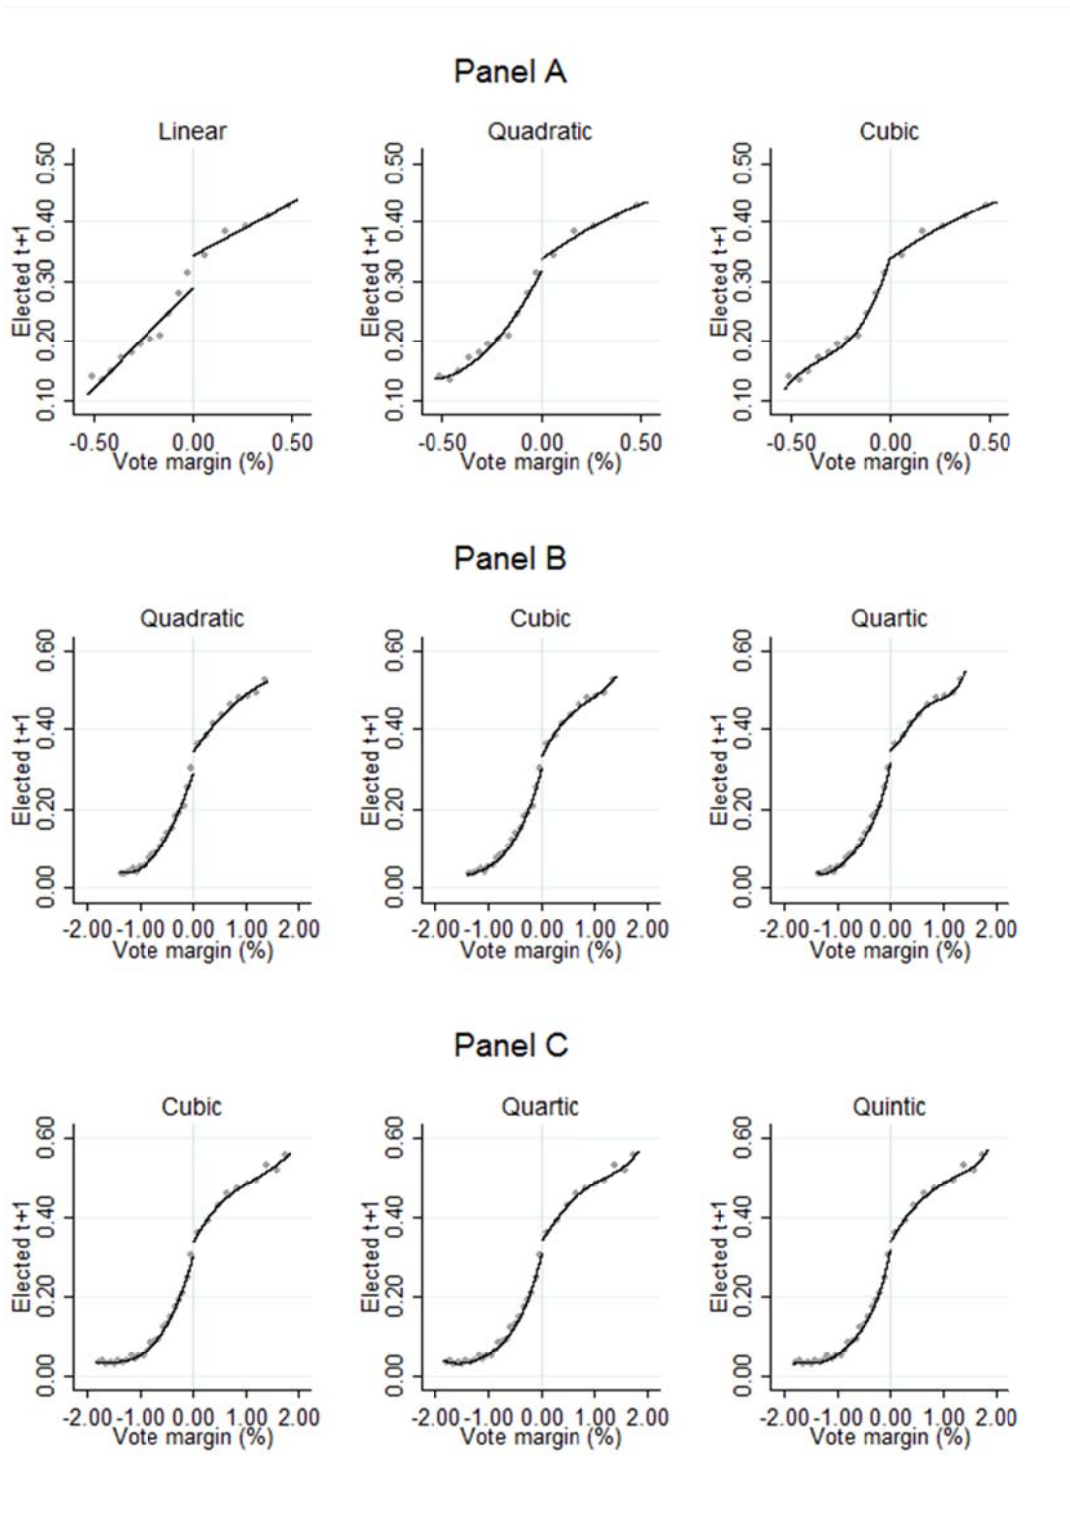 Panel A
Linear
Quadratic
Cubic
Elected t+1
0.50
0.40
0.30
0.20
0.10
-0.50 0.00 0.50
Vote margin (%)
Elected t+1
0.50
0.40
0.30
0.20
0.10
-0.50 0.00 0.50
Vote margin (%)
Elected t+1
0.50
0.40
0.30
0.20
0.10
-0.50 0.00 0.50
Vote margin (%)
Panel B
Quadratic
Cubic
Quartic
Elected t+1
0.60
0.40
0.20
0.00
-2.00 -1.00 0.00 1.00 2.00
Vote margin (%)
Elected t+1
0.60
0.40
0.20
0.00
-2.00 -1.00 0.00 1.00 2.00
Vote margin (%)
Elected t+1
0.60
0.40
0.20
0.00
-2.00 -1.00 0.00 1.00 2.00
Vote margin (%)
Panel C
Cubic
Quartic
Quintic
Elected t+1
0.60
0.40
0.20
0.00
-2.00 -1.00 0.00 1.00 2.00
Vote margin (%)
Elected t+1
0.60
0.40
0.20
0.00
-2.00 -1.00 0.00 1.00 2.00
Vote margin (%)
Elected t+1
0.60
0.40
0.20
0.00
-2.00 -1.00 0.00 1.00 2.00
Vote margin (%)